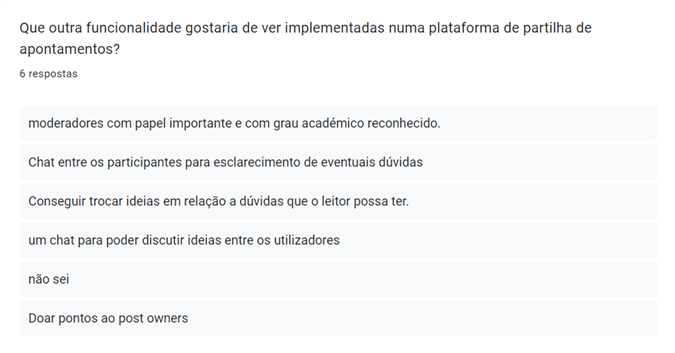 Que outra funcionalidade gostaria de ver implementadas numa plataforma de partilha de
apontamentos?
6 respostas
moderadores com papel importante e com grau académico reconhecido.
Chat entre os participantes para esclarecimento de eventuais dúvidas
Conseguir trocar ideias em relação a dúvidas que o leitor possa ter.
um chat para poder discutir ideias entre os utilizadores
não sei
Doar pontos ao post owners